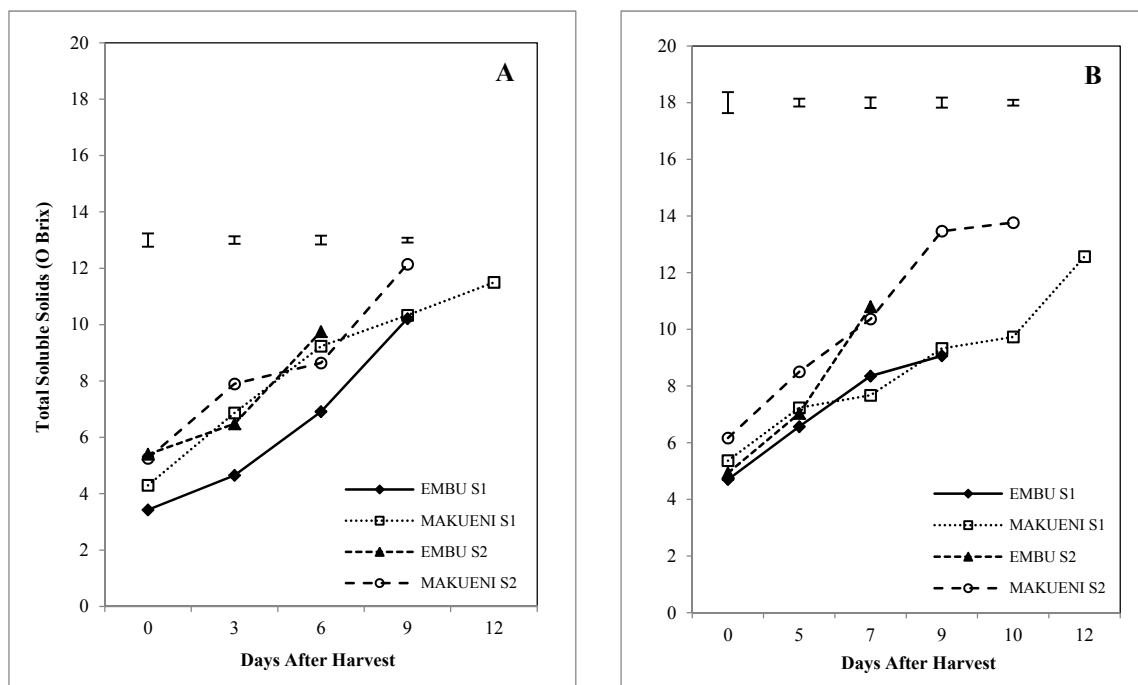 A
Total Soluble Solids (O Brix)
20
18
16
14
12
10
8
6
4
2
0
0 3 6 9 12
Days After Harvest
EMBU S1
MAKUENI S1
EMBU S2
MAKUENI S2
B
20
18
16
14
12
10
8
6
4
2
0
0 5 7 9 10 12
Days After Harvest
EMBU S1
MAKUENI S1
EMBU S2
MAKUENI S2